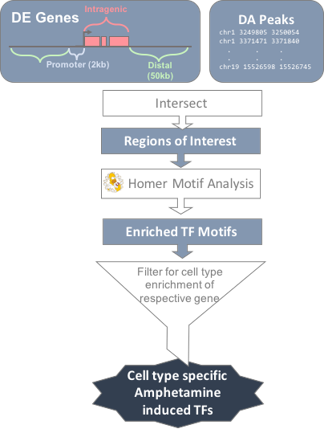 DE Genes
Intragenic
Promoter (2kb)
Distal
(50kb)
DA Peaks
chr1 3249805 3250054
chr1 3371471 3371840
. . .
. . .
chr19 15526598 15526745
Intersect
Regions of Interest
Homer Motif Analysis
Enriched TF Motifs
Filter for cell type
enrichment of
respective gene
Cell type specific
Amphetamine
induced TFs